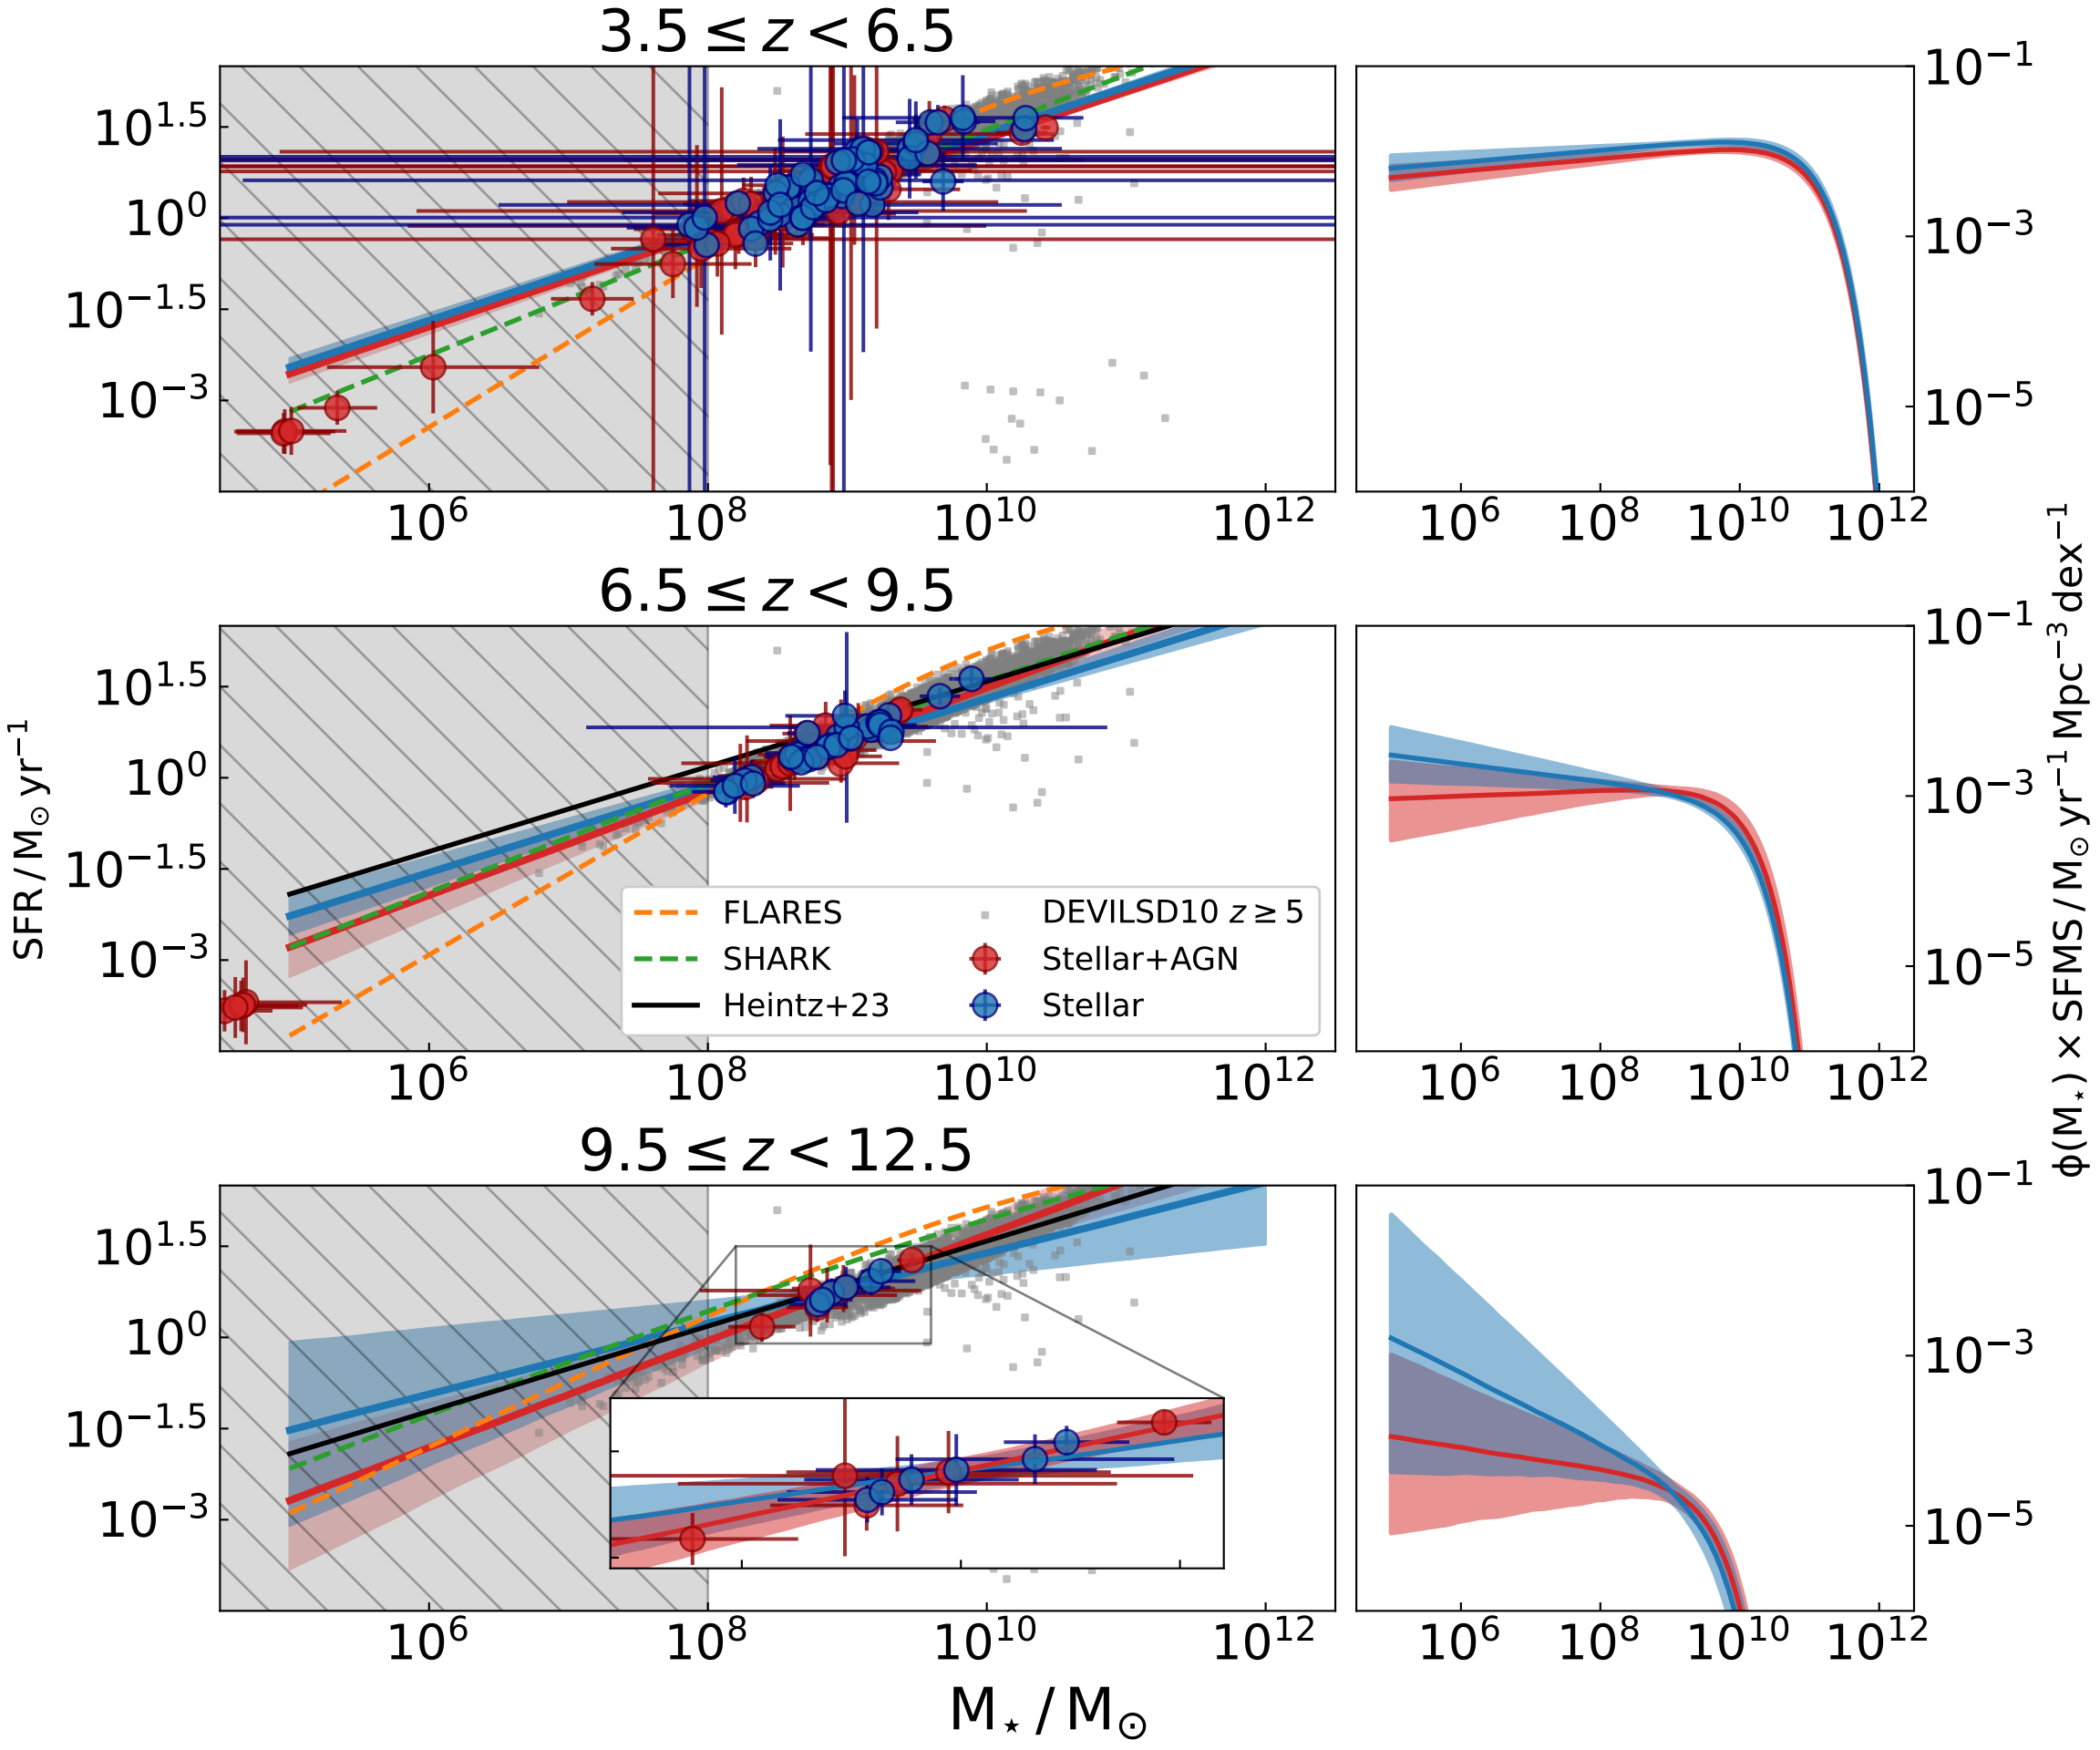 3.5 ≤ z < 6.5
10^1.5
10^0
10^−1.5
10^−3
10^6 10^8 10^10 10^12
10^−1
10^−3
10^−5
10^6 10^8 10^10 10^12
6.5 ≤ z < 9.5
10^1.5
10^0
10^−1.5
10^−3
FLARES
SHARK
Heintz+23
DEVILSD10 z ≥ 5
Stellar+AGN
Stellar
10^6 10^8 10^10 10^12
10^−1
10^−3
10^−5
10^6 10^8 10^10 10^12
9.5 ≤ z < 12.5
10^1.5
10^0
10^−1.5
10^−3
10^6 10^8 10^10 10^12
10^−1
10^−3
10^−5
10^6 10^8 10^10 10^12
SFR / M⊙ yr^−1
M⋆ / M⊙
ϕ(M⋆) × SFMS / M⊙ yr^−1 Mpc^−3 dex^−1